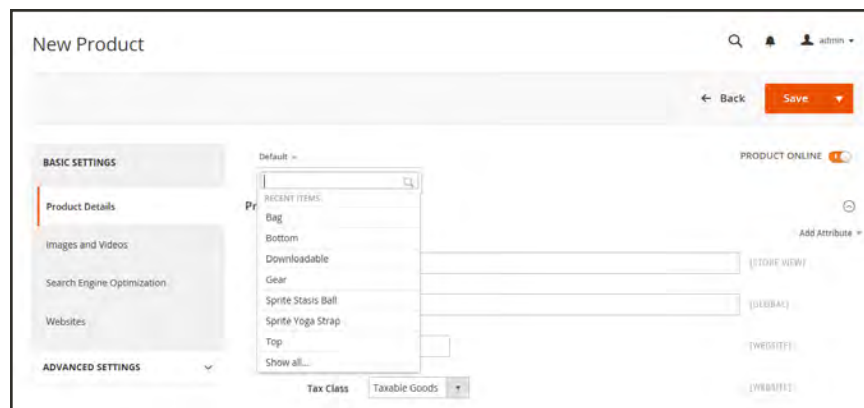 New Product
admin
Back
Save
BASIC SETTINGS
Default
PRODUCT ONLINE
Product Details
RECENT ITEMS
Pr
Bag
Add Attribute
Images and Videos
Bottom
Downloadable
[STORE VIEW]
Search Engine Optimization
Gear
Sprite Stasis Ball
[GLOBAL]
Websites
Sprite Yoga Strap
Top
[WEBSITE]
ADVANCED SETTINGS
Show all...
Tax Class
Taxable Goods
[WEBSITE]